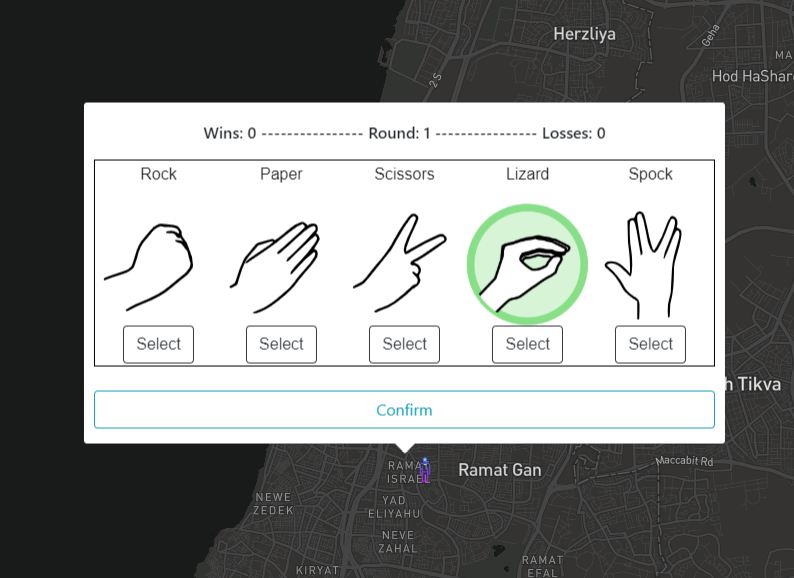 Herzliya
Geha
MA
2-S
Hod HaShar
Wins: 0 ---------------- Round: 1 ---------------- Losses: 0
Rock Paper Scissors Lizard Spock
Select Select Select Select Select
h Tikva
Confirm
Maccabit Rd
RAMAT
ISRAEL
Ramat Gan
NEWE
ZEDEK
YAD
ELIYAHU
NEVE
ZAHAL
RAMAT
EFAL
KIRYAT